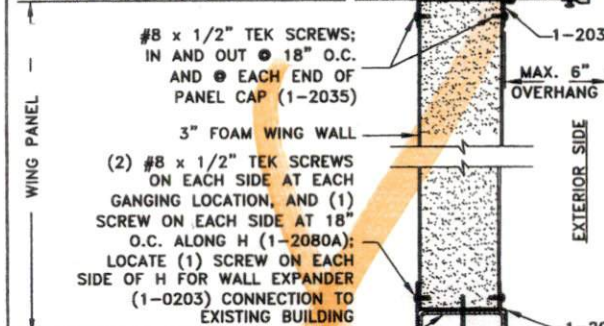 #8 x 1/2" TEK SCREWS;
IN AND OUT @ 18" O.C.
AND @ EACH END OF
PANEL CAP (1-2035)
3" FOAM WING WALL
(2) #8 x 1/2" TEK SCREWS
ON EACH SIDE AT EACH
GANGING LOCATION, AND (1)
SCREW ON EACH SIDE AT 18"
O.C. ALONG H (1-2080A);
LOCATE (1) SCREW ON EACH
SIDE OF H FOR WALL EXPANDER
(1-0203) CONNECTION TO
EXISTING BUILDING
WING PANEL
1-203
MAX. 6"
OVERHANG
EXTERIOR SIDE